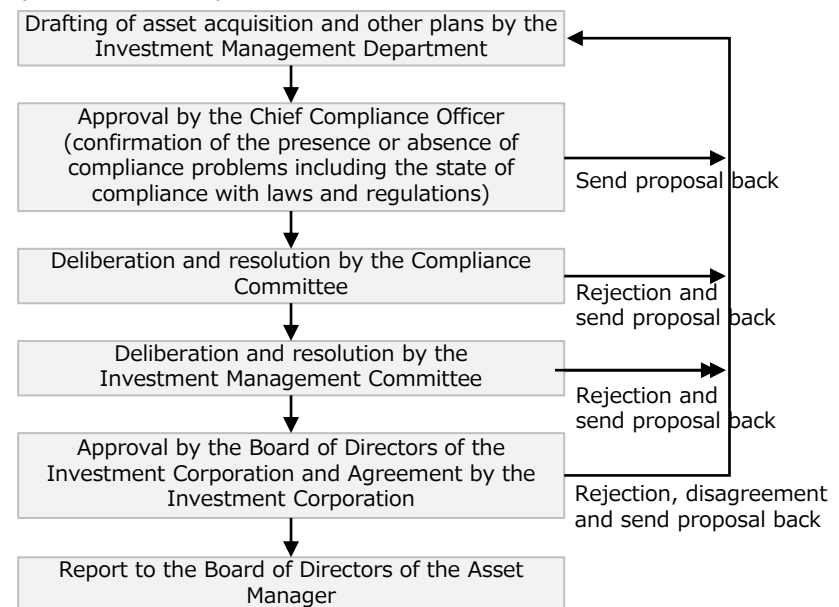 Drafting of asset acquisition and other plans by the
Investment Management Department
Approval by the Chief Compliance Officer
(confirmation of the presence or absence of
compliance problems including the state of
compliance with laws and regulations)
Send proposal back
Deliberation and resolution by the Compliance
Committee
Rejection and
send proposal back
Deliberation and resolution by the
Investment Management Committee
Rejection and
send proposal back
Approval by the Board of Directors of the
Investment Corporation and Agreement by the
Investment Corporation
Rejection, disagreement
and send proposal back
Report to the Board of Directors of the Asset
Manager